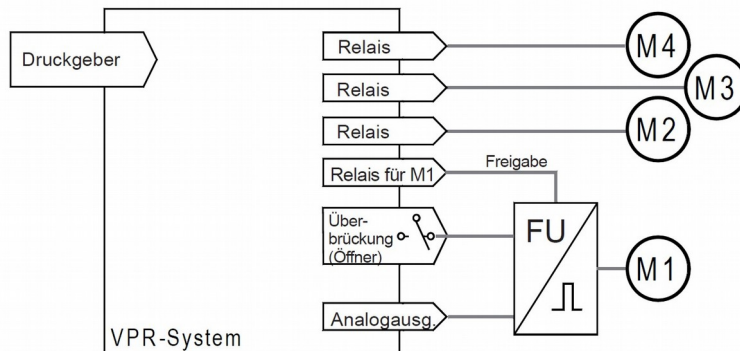 Druckgeber
Relais
M4
Relais
M3
Relais
M2
Relais für M1
Freigabe
Über-
brückung
(Öffner)
FU
M1
Analogausg.
VPR-System